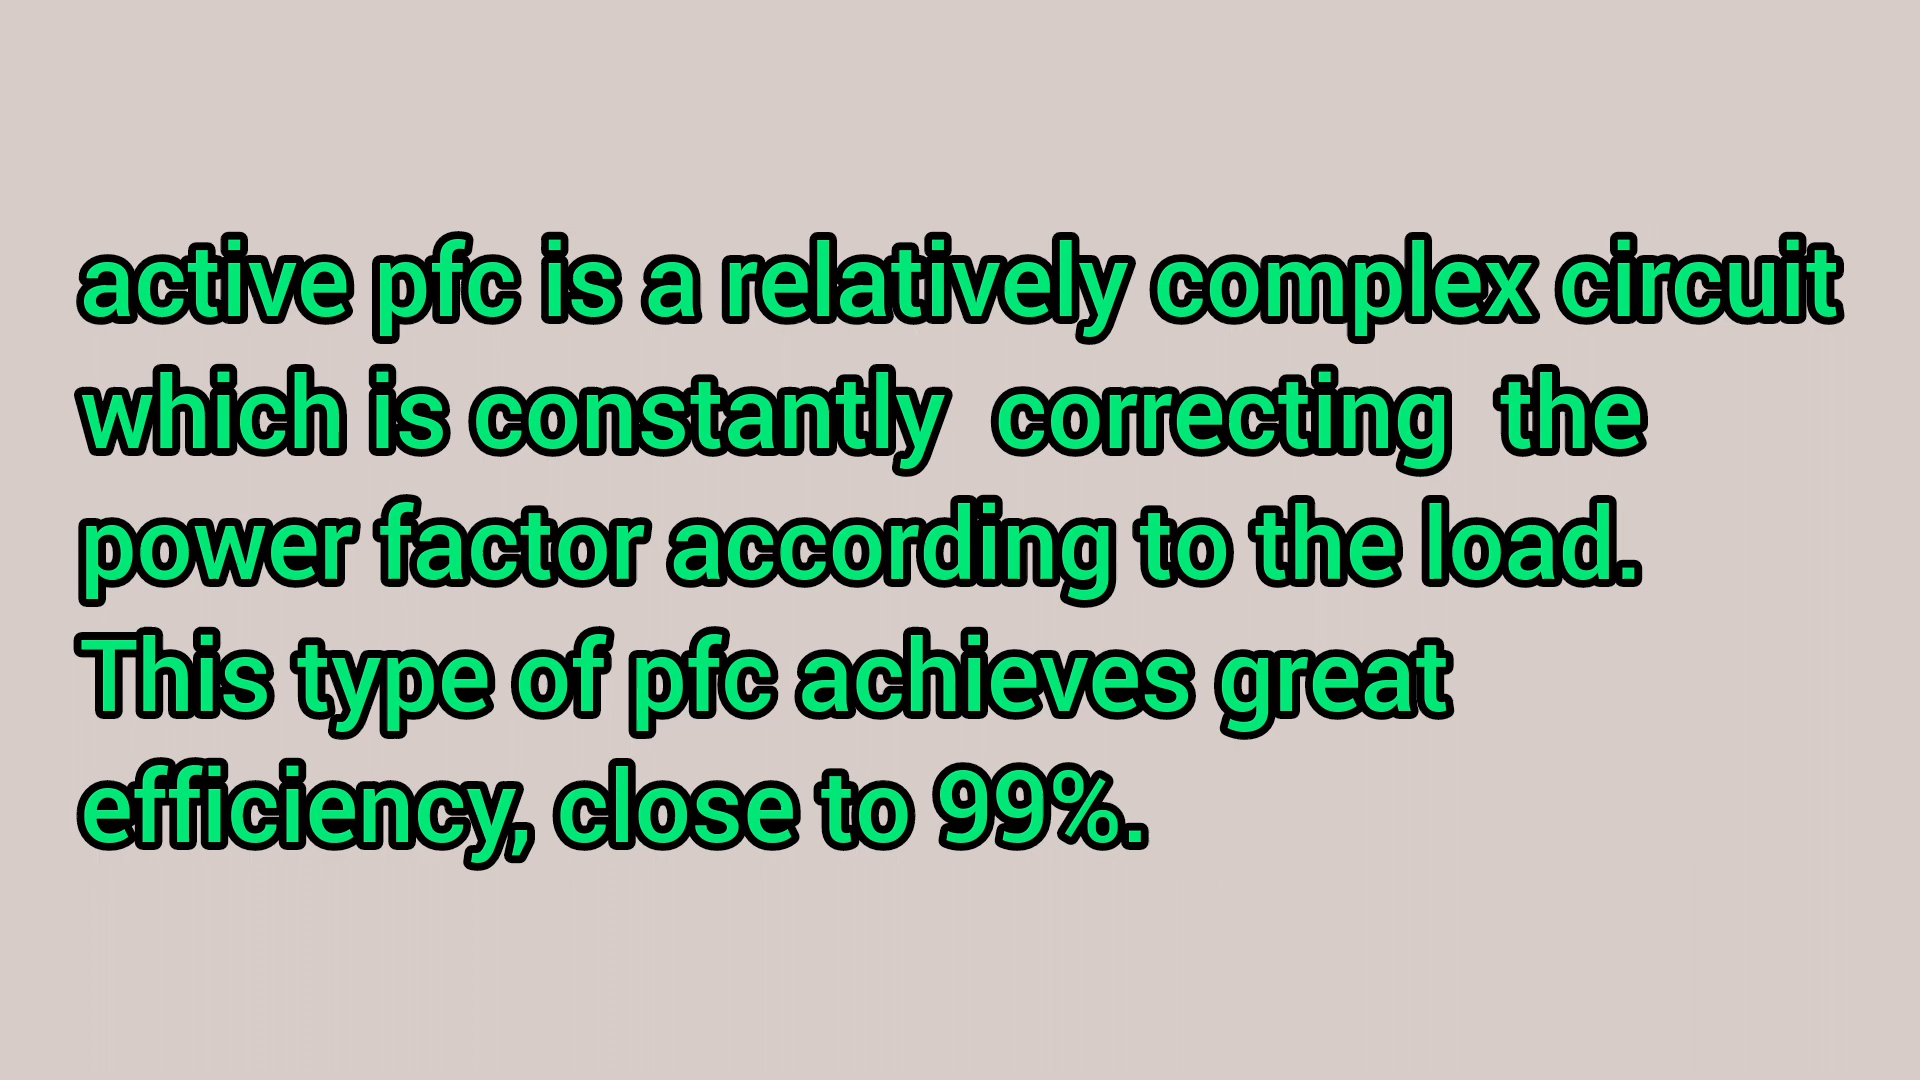 active pfc is a relatively complex circuit
which is constantly  correcting  the
power factor according to the load.
This type of pfc achieves great
efficiency, close to 99%.